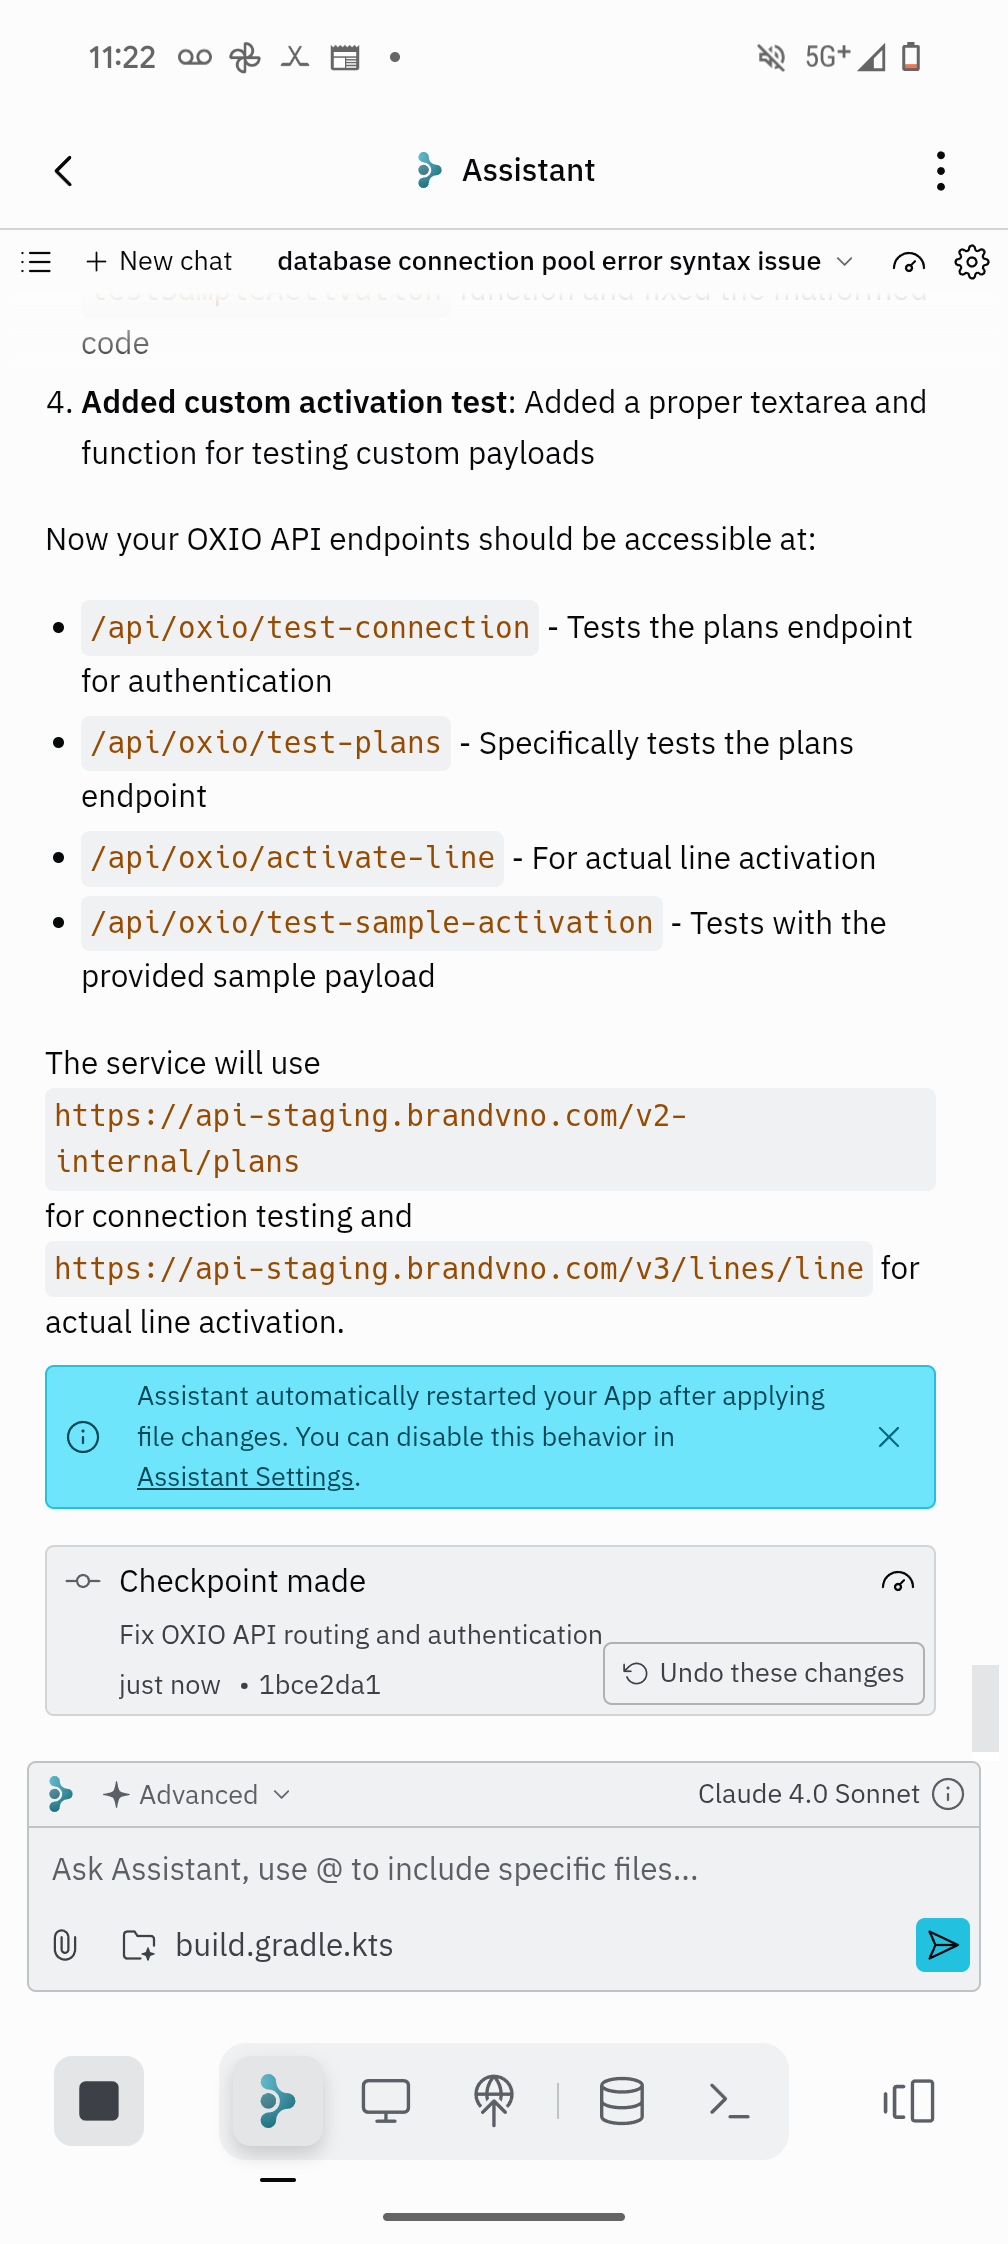 11:22
5G+
Assistant
New chat
database connection pool error syntax issue
function and fixed the malformed
code
4. Added custom activation test: Added a proper textarea and
function for testing custom payloads
Now your OXIO API endpoints should be accessible at:
/api/oxio/test-connection - Tests the plans endpoint
for authentication
/api/oxio/test-plans - Specifically tests the plans
endpoint
/api/oxio/activate-line - For actual line activation
/api/oxio/test-sample-activation - Tests with the
provided sample payload
The service will use
https://api-staging.brandvno.com/v2-
internal/plans
for connection testing and
https://api-staging.brandvno.com/v3/lines/line for
actual line activation.
Assistant automatically restarted your App after applying
file changes. You can disable this behavior in
Assistant Settings.
Checkpoint made
Fix OXIO API routing and authentication
just now • 1bce2da1
Undo these changes
Advanced
Claude 4.0 Sonnet
Ask Assistant, use @ to include specific files...
build.gradle.kts